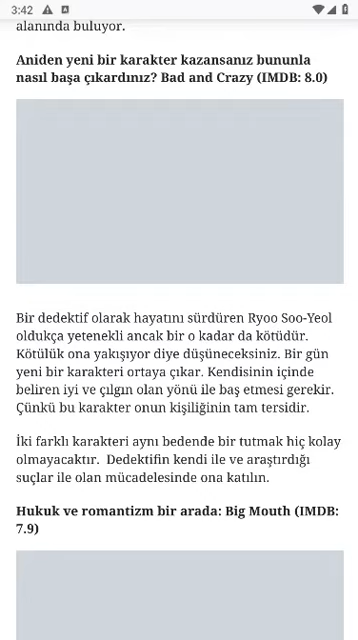 3:42
alanında buluyor.
Aniden yeni bir karakter kazansanız bununla
nasıl başa çıkardınız? Bad and Crazy (IMDB: 8.0)
Bir dedektif olarak hayatını sürdüren Ryoo Soo-Yeol
oldukça yetenekli ancak bir o kadar da kötüdür.
Kötülük ona yakışıyor diye düşüneceksiniz. Bir gün
yeni bir karakteri ortaya çıkar. Kendisinin içinde
beliren iyi ve çılgın olan yönü ile baş etmesi gerekir.
Çünkü bu karakter onun kişiliğinin tam tersidir.
İki farklı karakteri aynı bedende bir tutmak hiç kolay
olmayacaktır. Dedektifin kendi ile ve araştırdığı
suçlar ile olan mücadelesinde ona katılın.
Hukuk ve romantizm bir arada: Big Mouth (IMDB:
7.9)